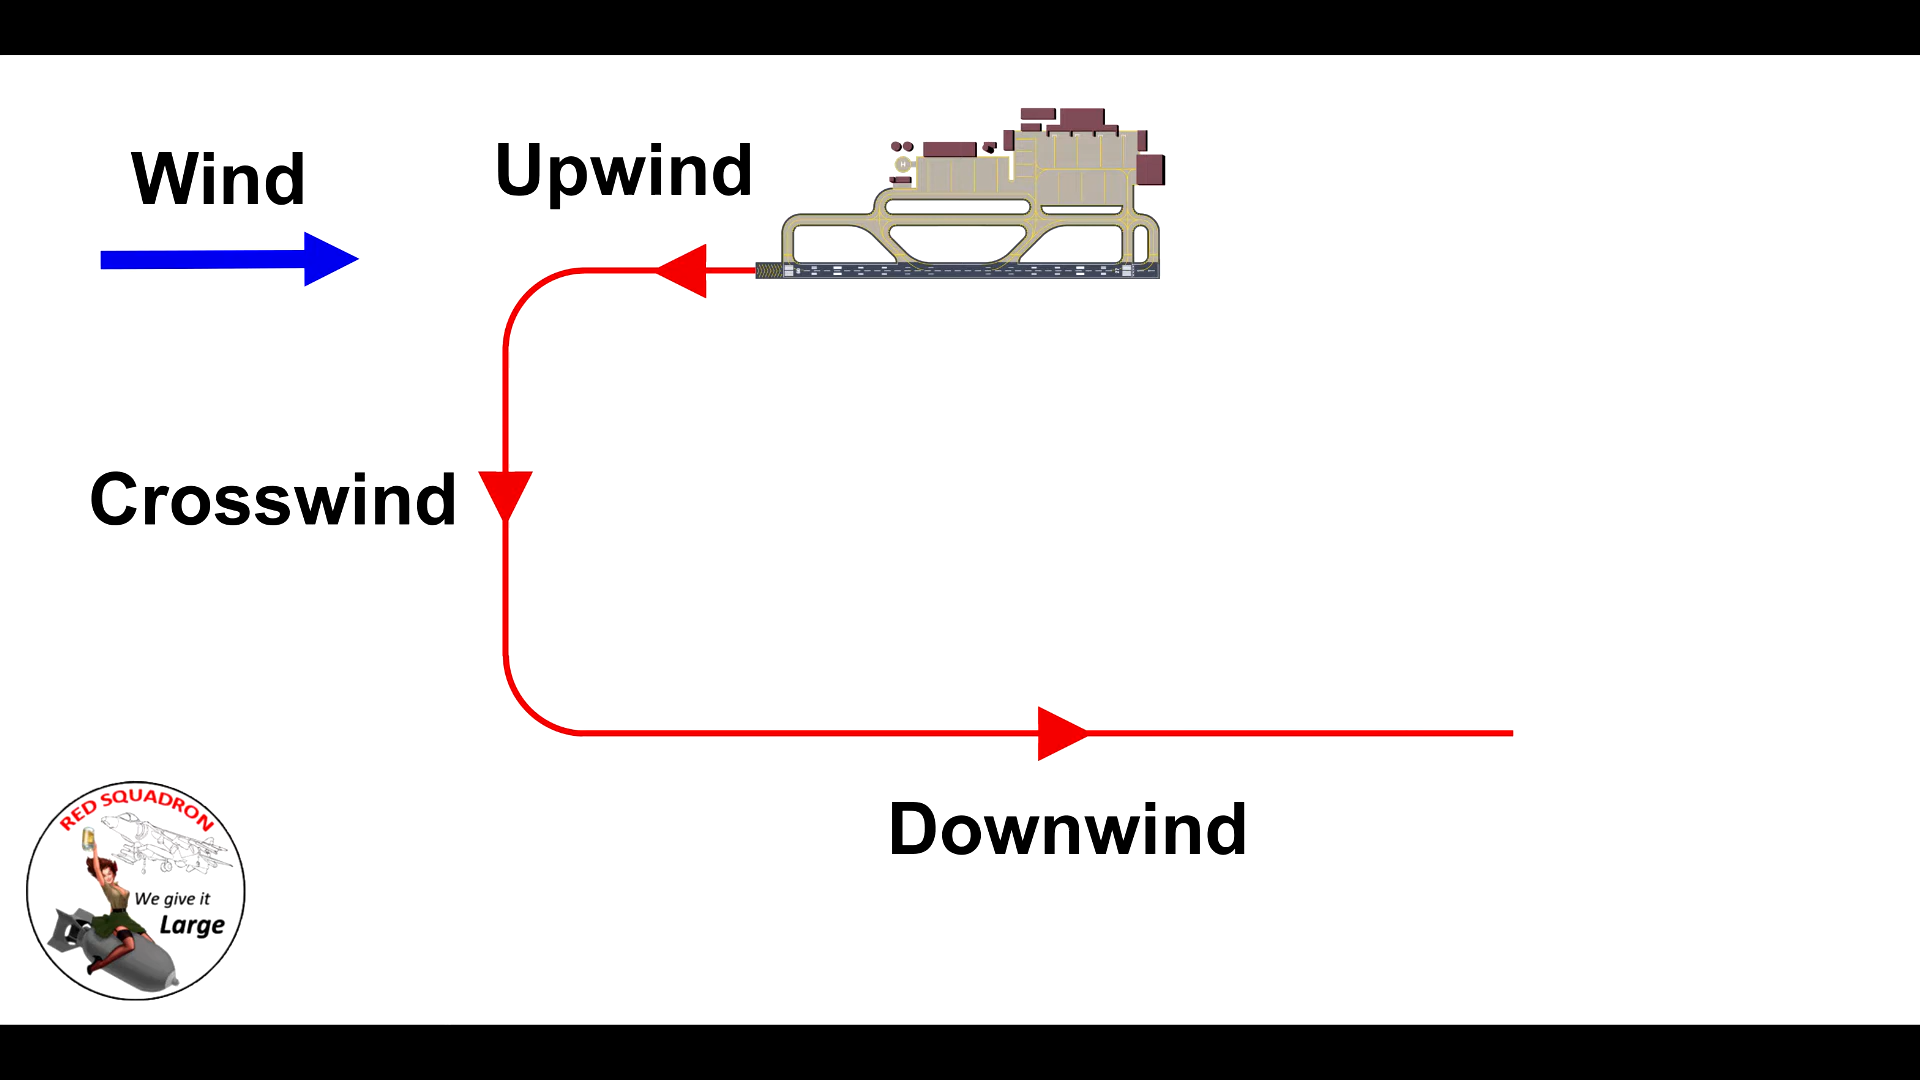 Wind
Upwind
Crosswind
Downwind
RED SQUADRON
We give it
Large